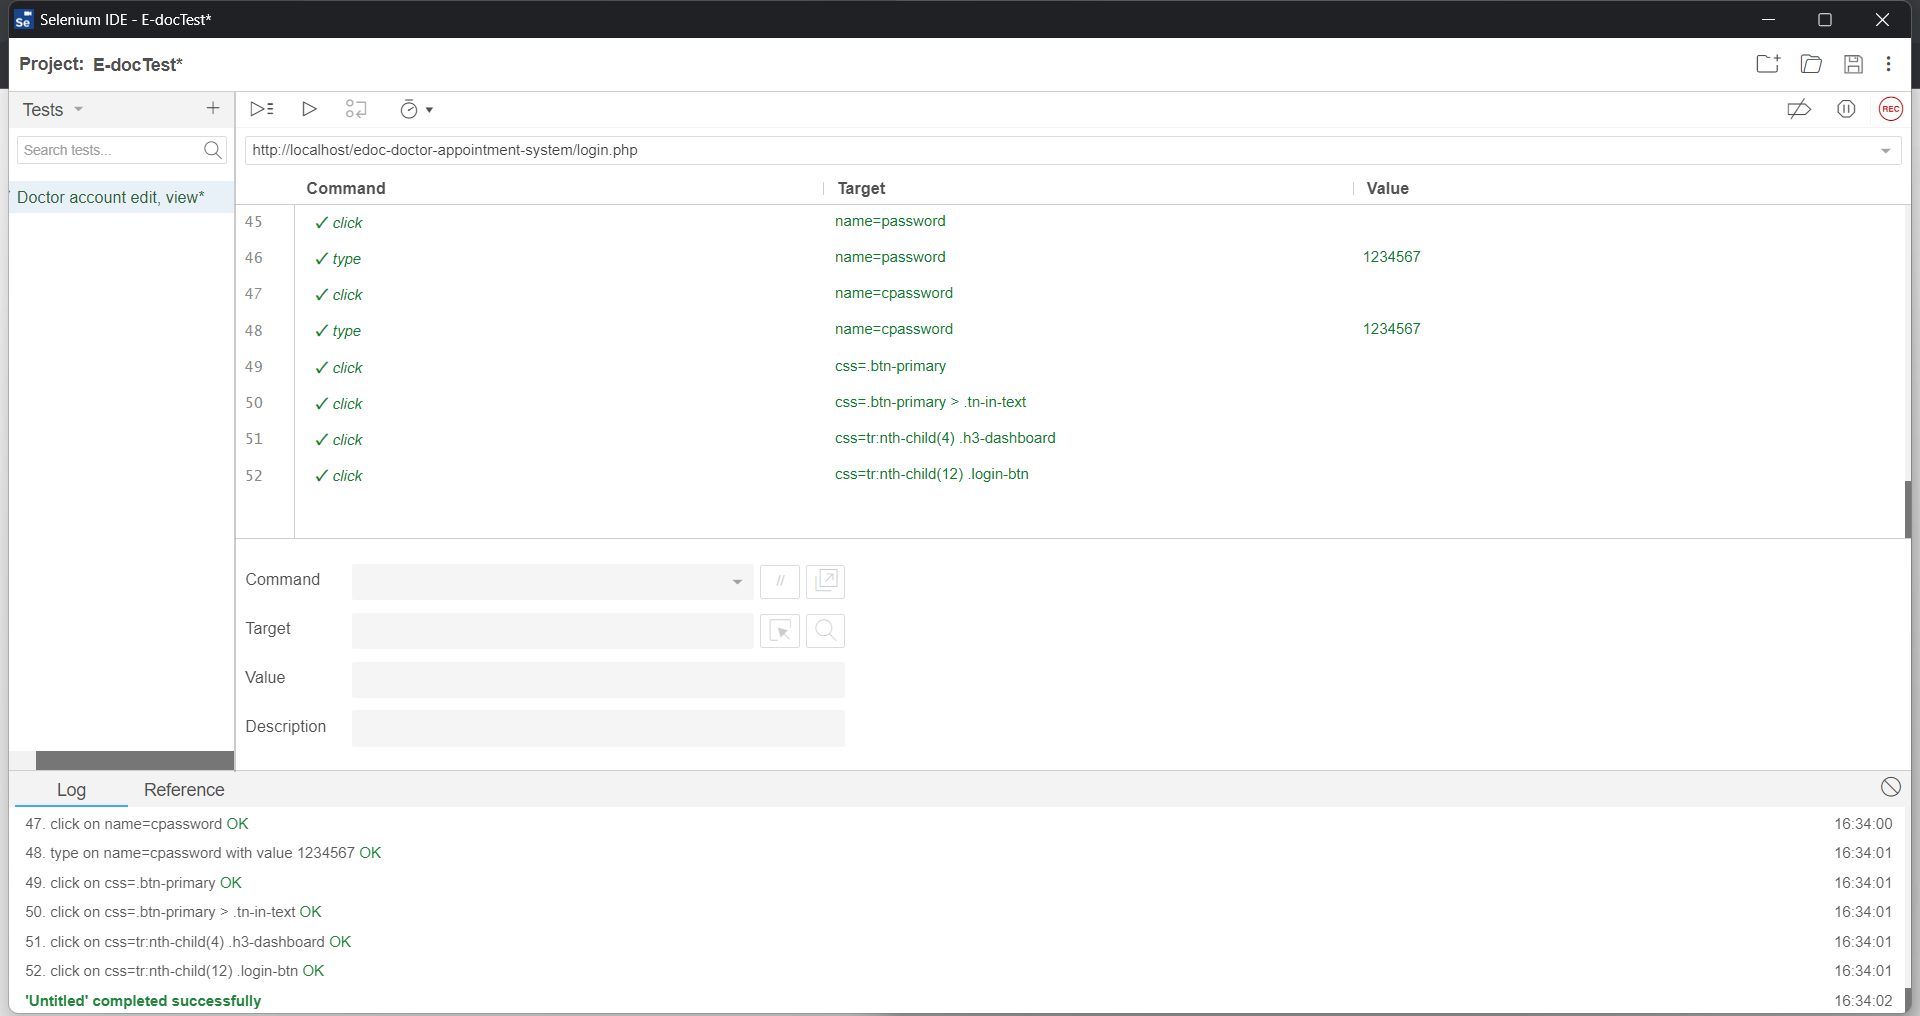 Selenium IDE - E-docTest*
Project: E-docTest*
Tests
Search tests...
Doctor account edit, view*
REC
http://localhost/edoc-doctor-appointment-system/login.php
Command Target Value
45 ✓ click name=password
46 ✓ type name=password 1234567
47 ✓ click name=cpassword
48 ✓ type name=cpassword 1234567
49 ✓ click css=.btn-primary
50 ✓ click css=.btn-primary > .tn-in-text
51 ✓ click css=tr:nth-child(4) .h3-dashboard
52 ✓ click css=tr:nth-child(12) .login-btn
Command //
Target
Value
Description
Log Reference
47. click on name=cpassword OK 16:34:00
48. type on name=cpassword with value 1234567 OK 16:34:01
49. click on css=.btn-primary OK 16:34:01
50. click on css=.btn-primary > .tn-in-text OK 16:34:01
51. click on css=tr:nth-child(4) .h3-dashboard OK 16:34:01
52. click on css=tr:nth-child(12) .login-btn OK 16:34:01
'Untitled' completed successfully 16:34:02